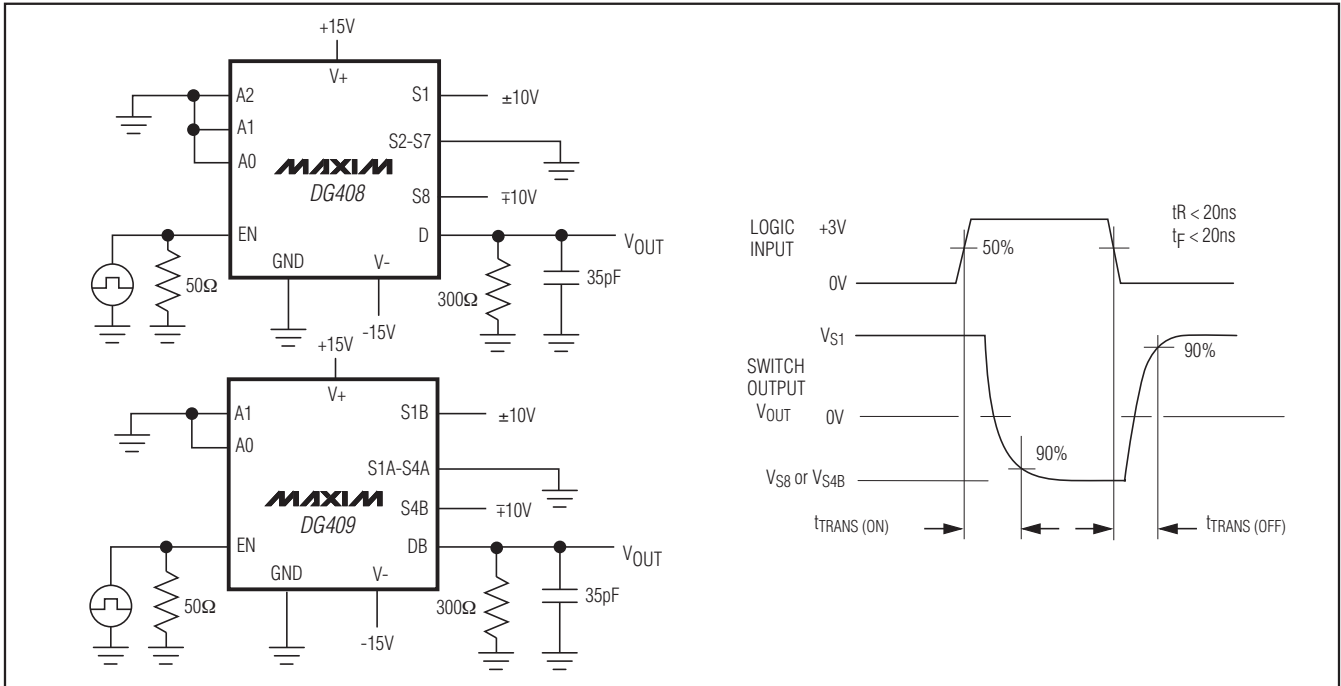 +15V
V+
A2
S1
±10V
A1
S2-S7
A0
MAXIM
DG408
S8
∓10V
EN
D
VOUT
GND
V-
50Ω
300Ω
35pF
-15V
+15V
V+
A1
S1B
±10V
A0
S1A-S4A
MAXIM
DG409
S4B
∓10V
EN
DB
VOUT
GND
V-
50Ω
300Ω
35pF
-15V
LOGIC
INPUT
+3V
50%
tR < 20ns
tF < 20ns
0V
VS1
90%
SWITCH
OUTPUT
VOUT
0V
90%
VS8 or VS4B
tTRANS (ON)
tTRANS (OFF)